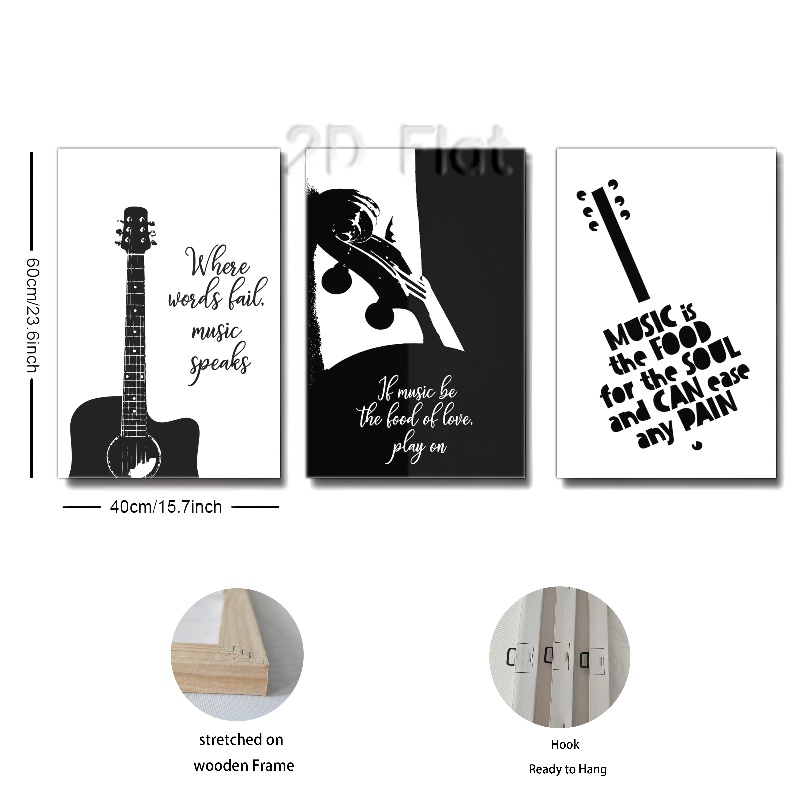 2D Flat
60cm/23.6inch
Where
words fail,
music
speaks
If music be
the food of love,
play on
MUSIC is
the FOOD
for the SOUL
and CAN ease
any PAIN
40cm/15.7inch
stretched on
wooden Frame
Hook
Ready to Hang